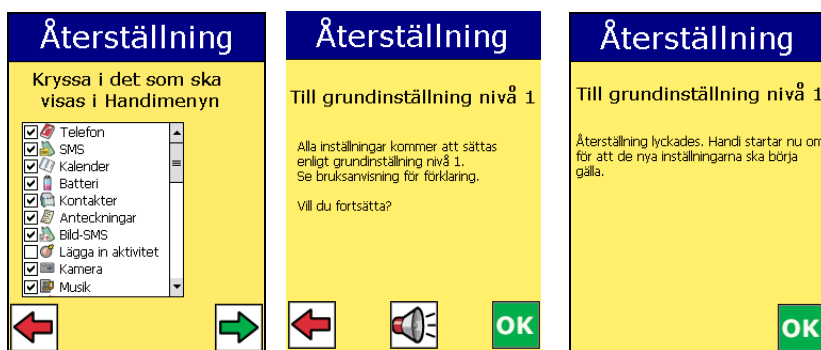 Återställning
Kryssa i det som ska
visas i Handimenyn
Telefon
SMS
Kalender
Batteri
Kontakter
Anteckningar
Bild-SMS
Lägga in aktivitet
Kamera
Musik
Återställning
Till grundinställning nivå 1
Alla inställningar kommer att sättas
enligt grundinställning nivå 1.
Se bruksanvisning för förklaring.
Vill du fortsätta?
OK
Återställning
Till grundinställning nivå 1
Återställning lyckades. Handi startar nu om
för att de nya inställningarna ska börja
gälla.
OK